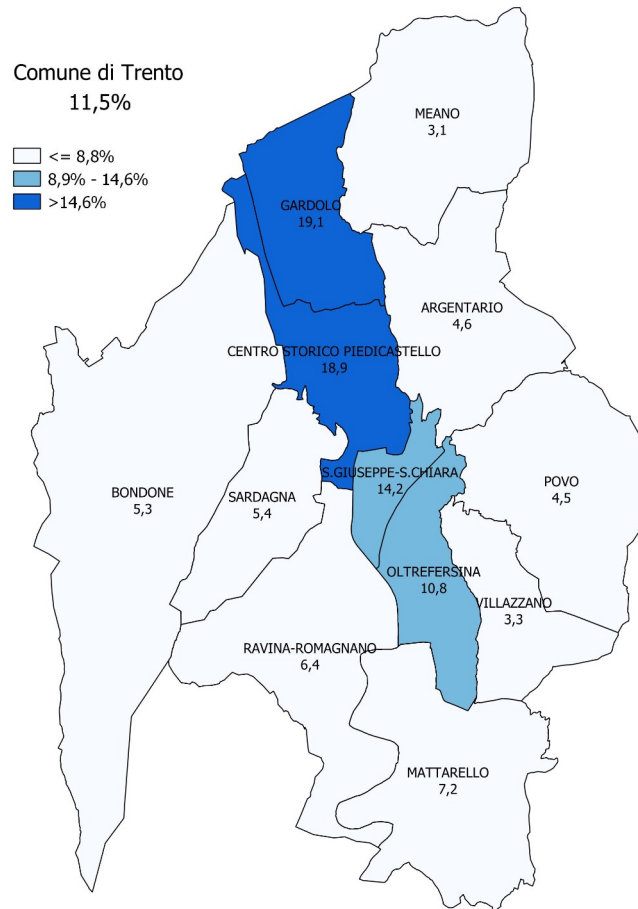 Comune di Trento
11,5%
<= 8,8%
8,9% - 14,6%
>14,6%
MEANO
3,1
GARDOLO
19,1
ARGENTARIO
4,6
CENTRO STORICO PIEDICASTELLO
18,9
S.GIUSEPPE-S.CHIARA
14,2
BONDONE
5,3
SARDAGNA
5,4
POVO
4,5
OLTREFERSINA
10,8
VILLAZZANO
3,3
RAVINA-ROMAGNANO
6,4
MATTARELLO
7,2